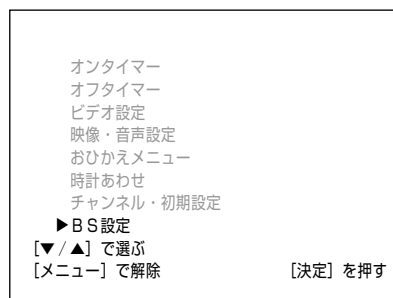 オンタイマー
オフタイマー
ビデオ設定
映像・音声設定
おひかえメニュー
時計あわせ
チャンネル・初期設定
▶BS設定
[▼/▲]で選ぶ
[メニュー]で解除 [決定]を押す